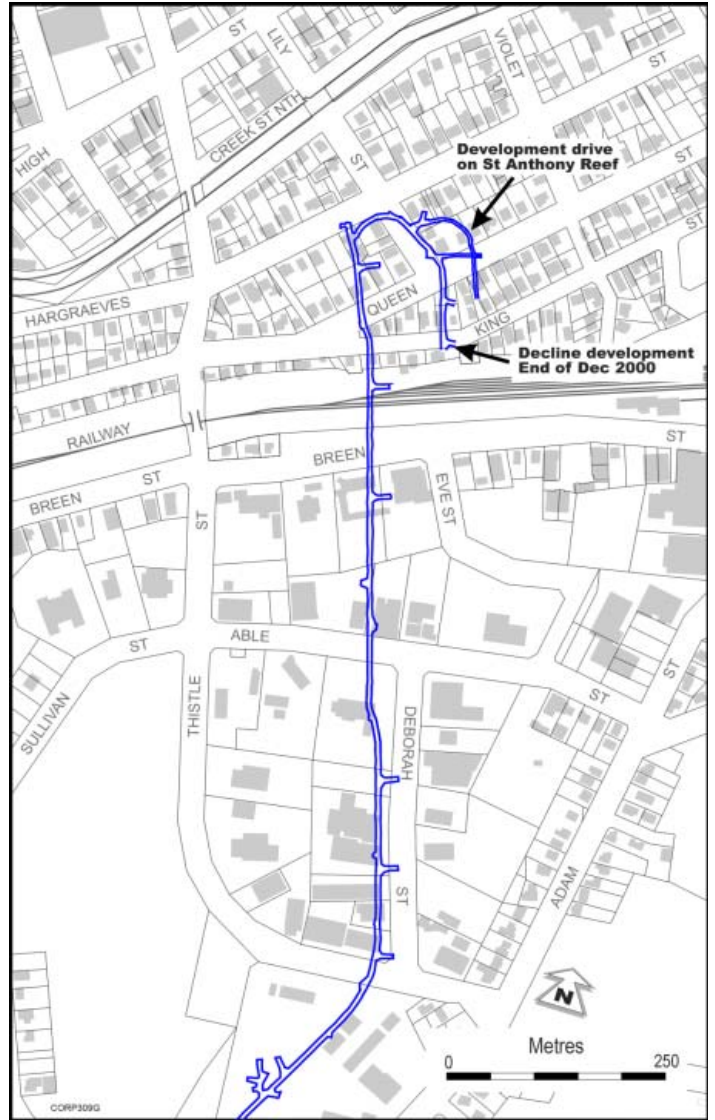 ST
LILY
VIOLET
ST
HIGH
CREEK ST NTH
ST
ST
Development drive
on St Anthony Reef
HARGRAEVES
QUEEN
KING
Decline development
End of Dec 2000
RAILWAY
BREEN
ST
BREEN
ST
ST
EVE ST
ABLE
ST
SULLIVAN
THISTLE
DEBORAH
ST
ST
ST
ADAM
N
Metres
0
250
CORP309G